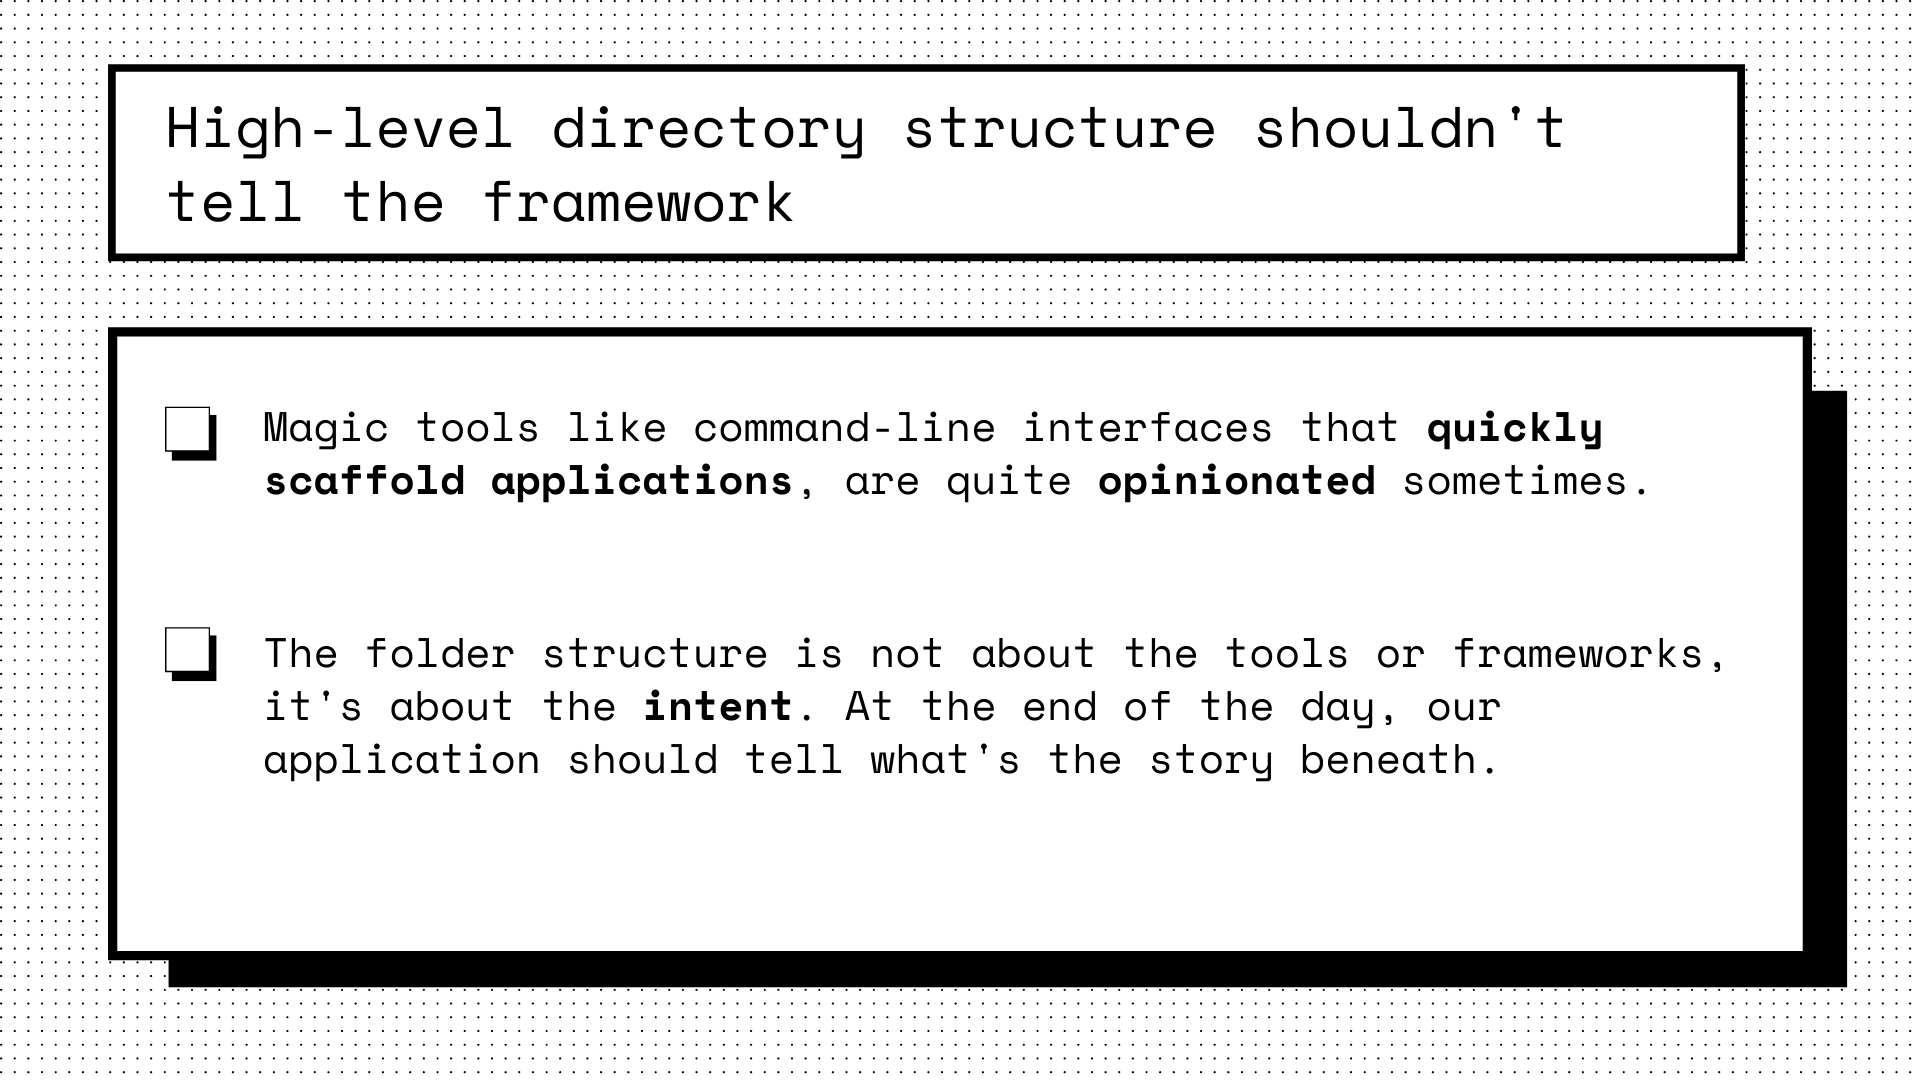 High-level directory structure shouldn't
tell the framework
Magic tools like command-line interfaces that quickly
scaffold applications, are quite opinionated sometimes.
The folder structure is not about the tools or frameworks,
it's about the intent. At the end of the day, our
application should tell what's the story beneath.